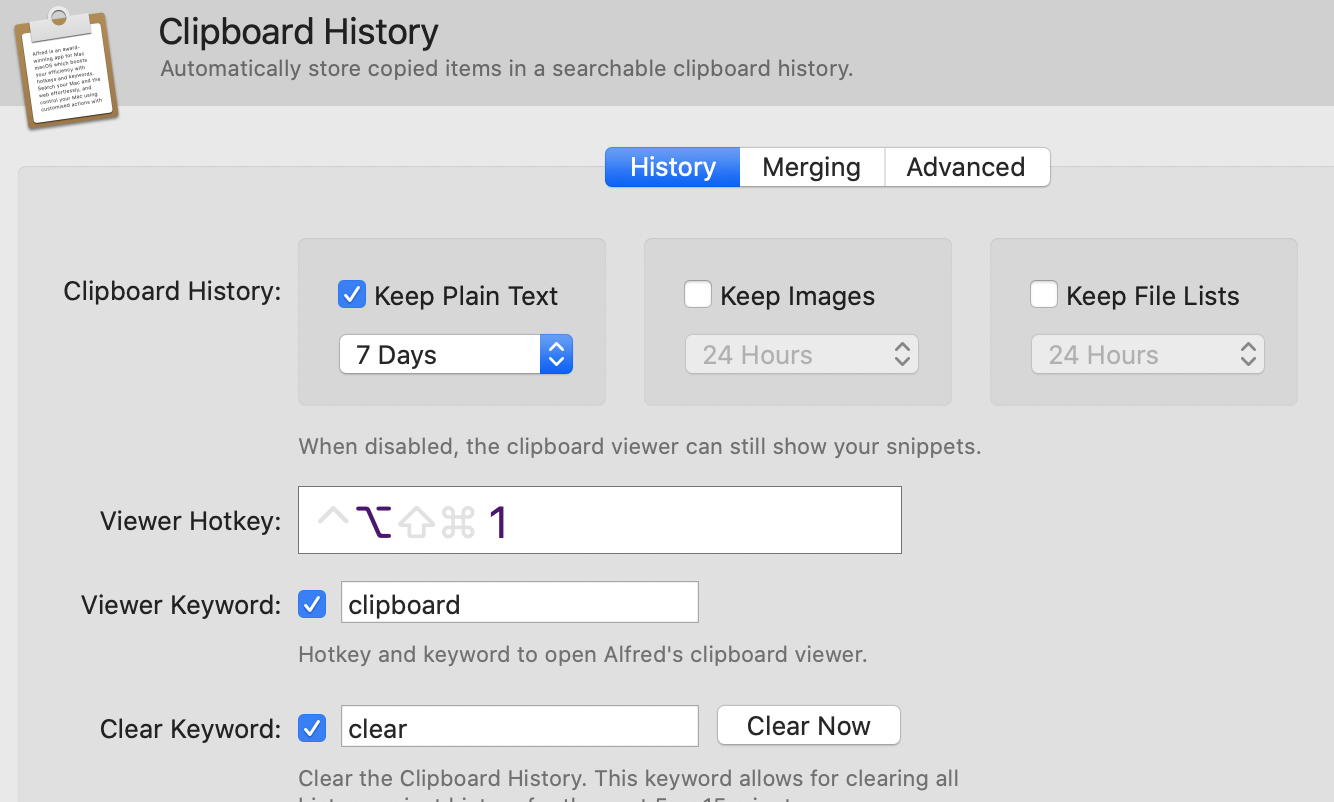 Clipboard History
Automatically store copied items in a searchable clipboard history.
Alfred is an award-
winning app for Mac
macOS which boosts
your efficiency with
hotkeys and keywords.
Search your Mac and the
web effortlessly, and
control your Mac using
customised actions with
History Merging Advanced
Clipboard History: Keep Plain Text Keep Images Keep File Lists
7 Days 24 Hours 24 Hours
When disabled, the clipboard viewer can still show your snippets.
Viewer Hotkey: ^⌥⇧⌘ 1
Viewer Keyword: clipboard
Hotkey and keyword to open Alfred's clipboard viewer.
Clear Keyword: clear Clear Now
Clear the Clipboard History. This keyword allows for clearing all